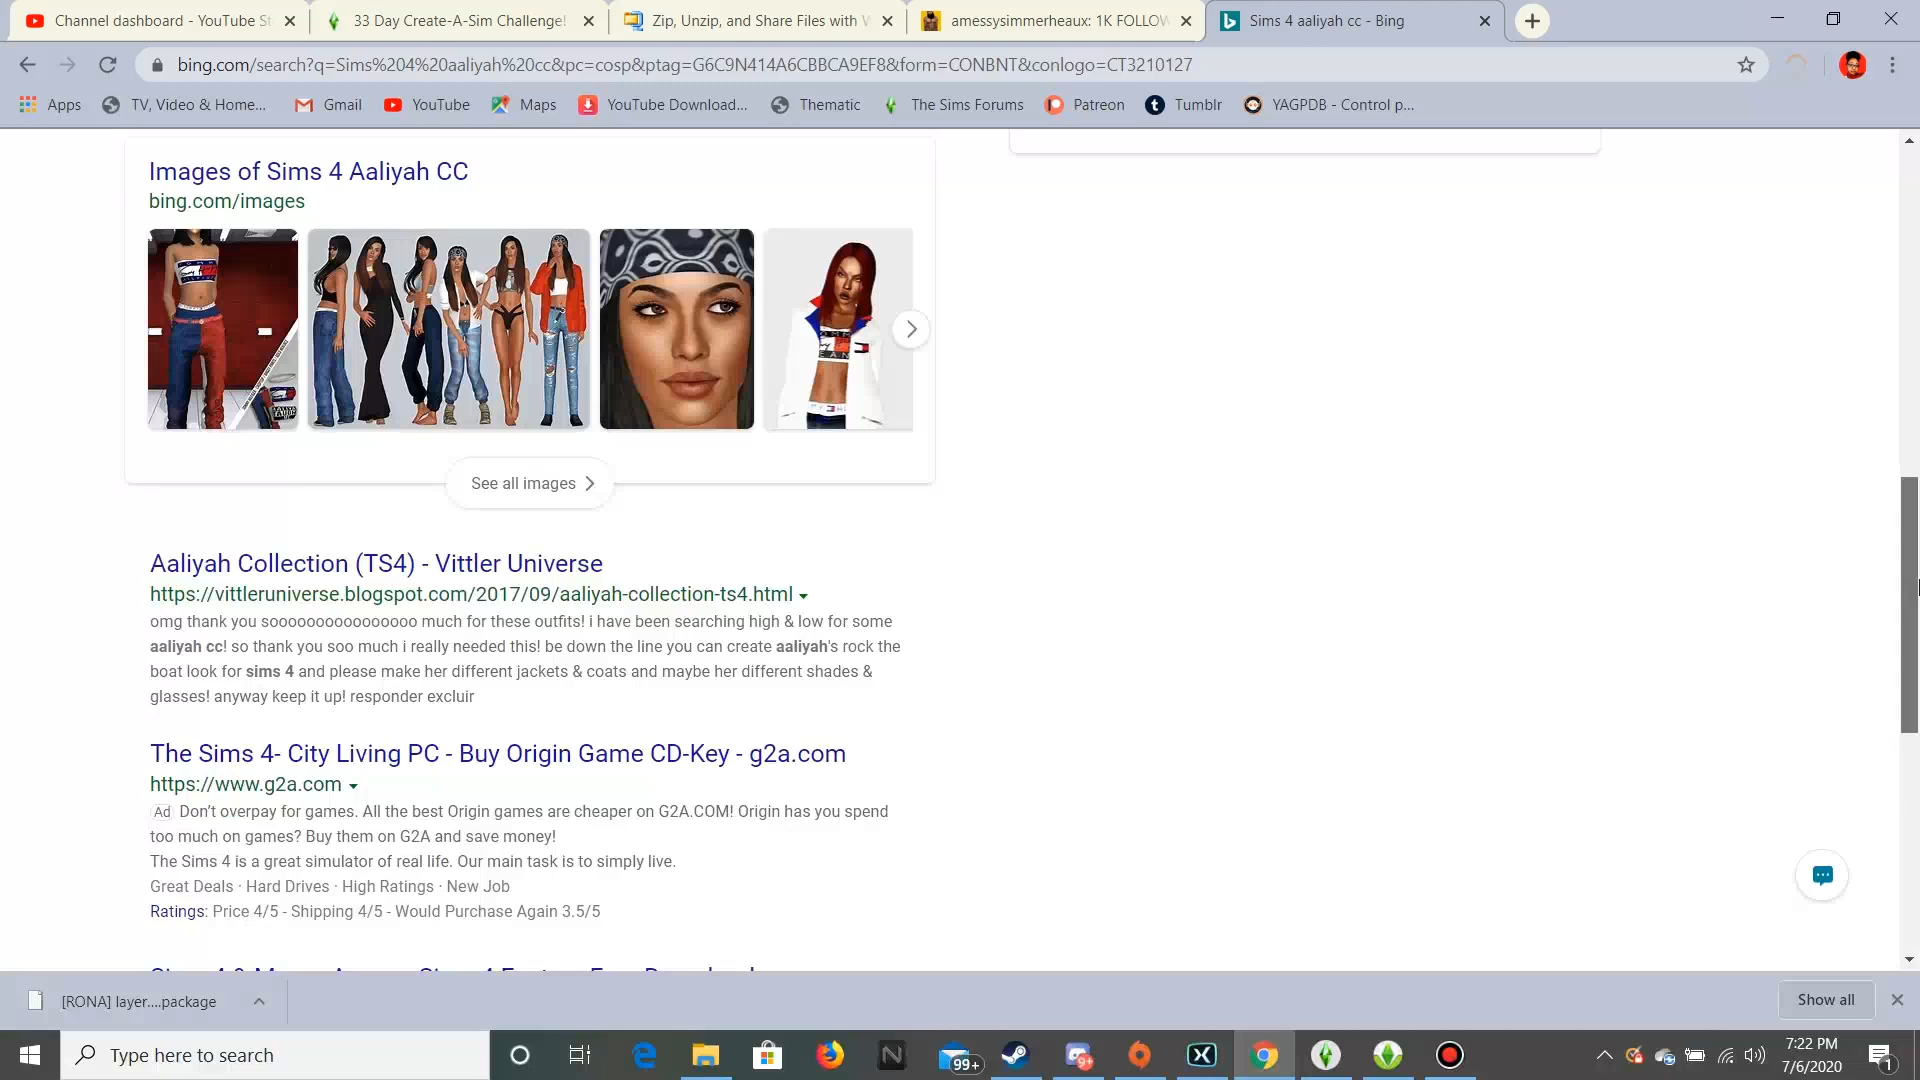 Channel dashboard - YouTube St
33 Day Create-A-Sim Challenge!
Zip, Unzip, and Share Files with W
amessysimmerheaux: 1K FOLLOW
Sims 4 aaliyah cc - Bing
bing.com/search?q=Sims%204%20aaliyah%20cc&pc=cosp&ptag=G6C9N414A6CBBCA9EF8&form=CONBNT&conlogo=CT3210127
Apps
TV, Video & Home...
Gmail
YouTube
Maps
YouTube Download...
Thematic
The Sims Forums
Patreon
Tumblr
YAGPDB - Control p...
Images of Sims 4 Aaliyah CC
bing.com/images
See all images
Aaliyah Collection (TS4) - Vittler Universe
https://vittleruniverse.blogspot.com/2017/09/aaliyah-collection-ts4.html
omg thank you soooooooooooooooo much for these outfits! i have been searching high & low for some
aaliyah cc! so thank you soo much i really needed this! be down the line you can create aaliyah's rock the
boat look for sims 4 and please make her different jackets & coats and maybe her different shades &
glasses! anyway keep it up! responder excluir
The Sims 4- City Living PC - Buy Origin Game CD-Key - g2a.com
https://www.g2a.com
Ad Don't overpay for games. All the best Origin games are cheaper on G2A.COM! Origin has you spend
too much on games? Buy them on G2A and save money!
The Sims 4 is a great simulator of real life. Our main task is to simply live.
Great Deals · Hard Drives · High Ratings · New Job
Ratings: Price 4/5 - Shipping 4/5 - Would Purchase Again 3.5/5
[RONA] layer....package
Show all
Type here to search
99+
9+
7:22 PM
7/6/2020
1